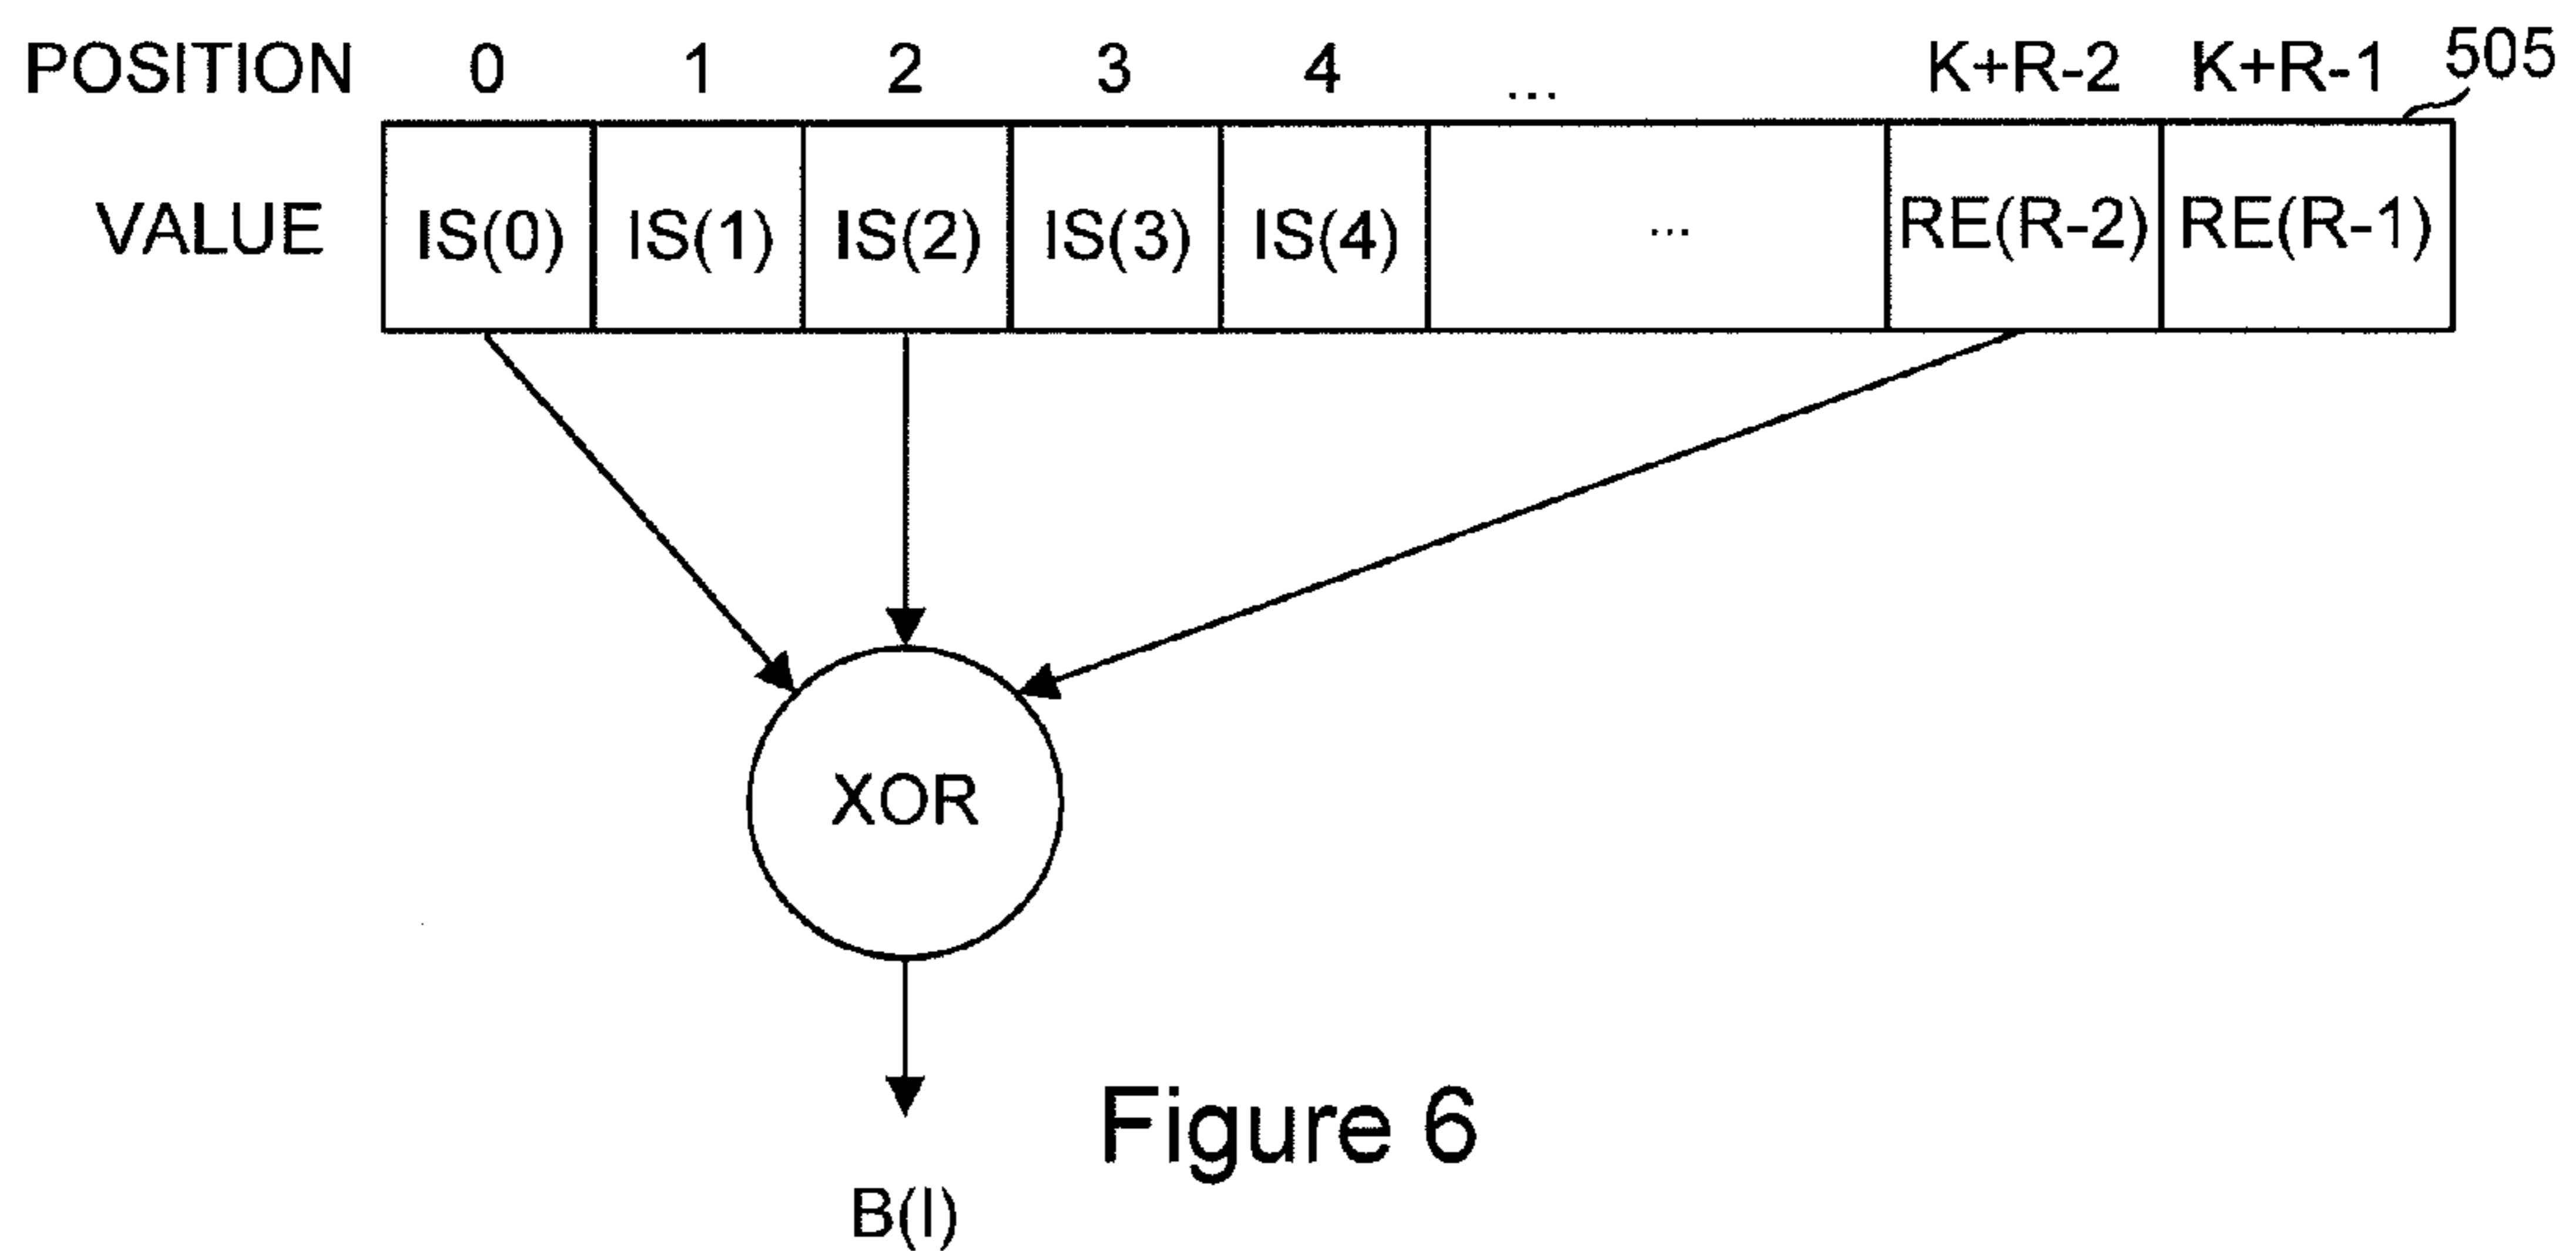 POSITION 0 1 2 3 4 ... K+R-2 K+R-1 505
VALUE IS(0) IS(1) IS(2) IS(3) IS(4) ... RE(R-2) RE(R-1)
XOR
Figure 6
B(I)